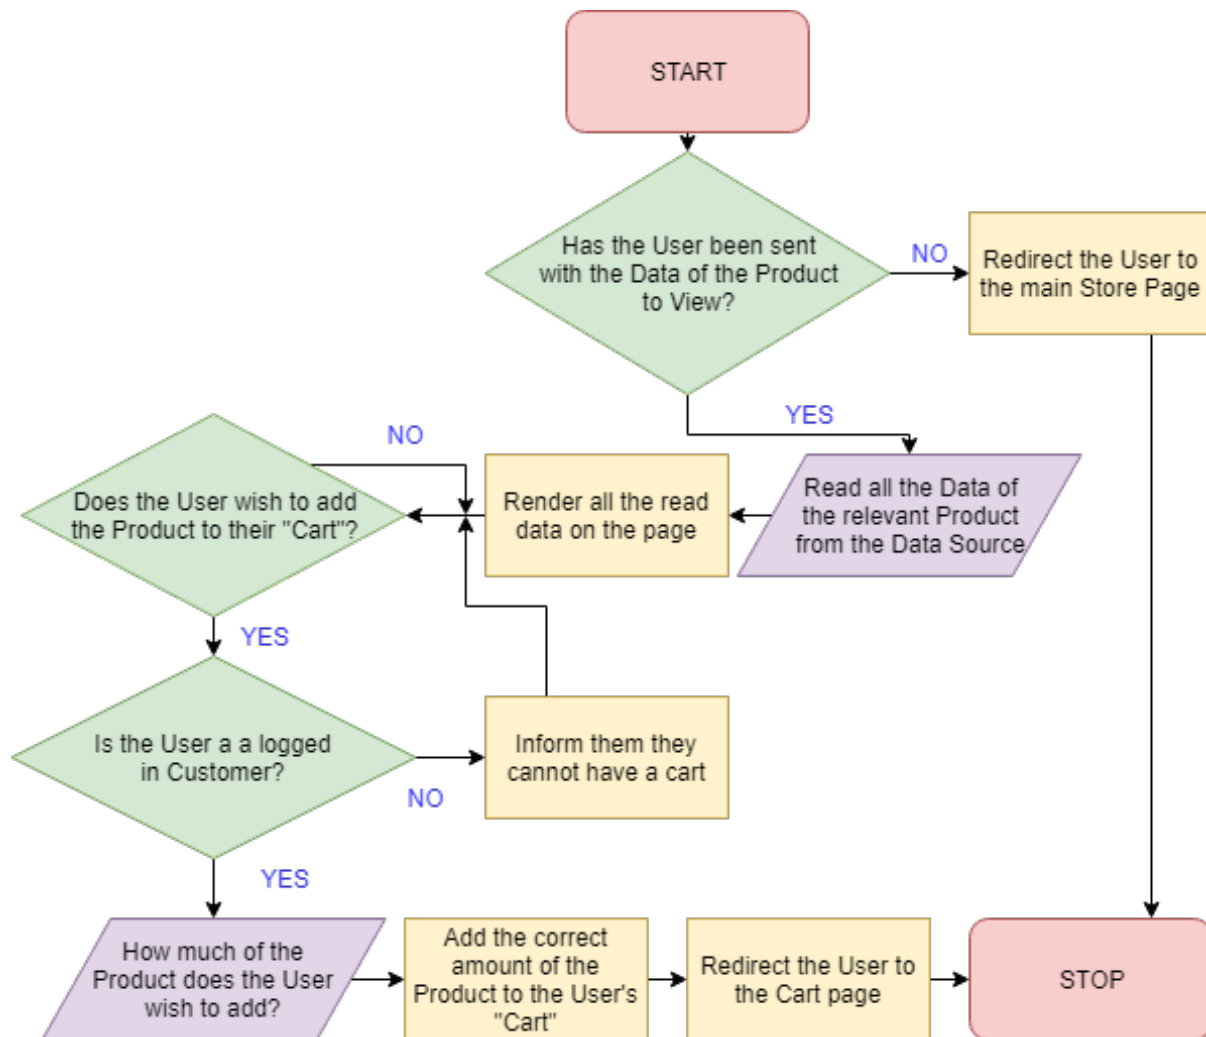 START
Has the User been sent
with the Data of the Product
to View?
NO
Redirect the User to
the main Store Page
YES
NO
Does the User wish to add
the Product to their "Cart"?
Render all the read
data on the page
Read all the Data of
the relevant Product
from the Data Source
YES
Is the User a a logged
in Customer?
NO
Inform them they
cannot have a cart
YES
How much of the
Product does the User
wish to add?
Add the correct
amount of the
Product to the User's
"Cart"
Redirect the User to
the Cart page
STOP